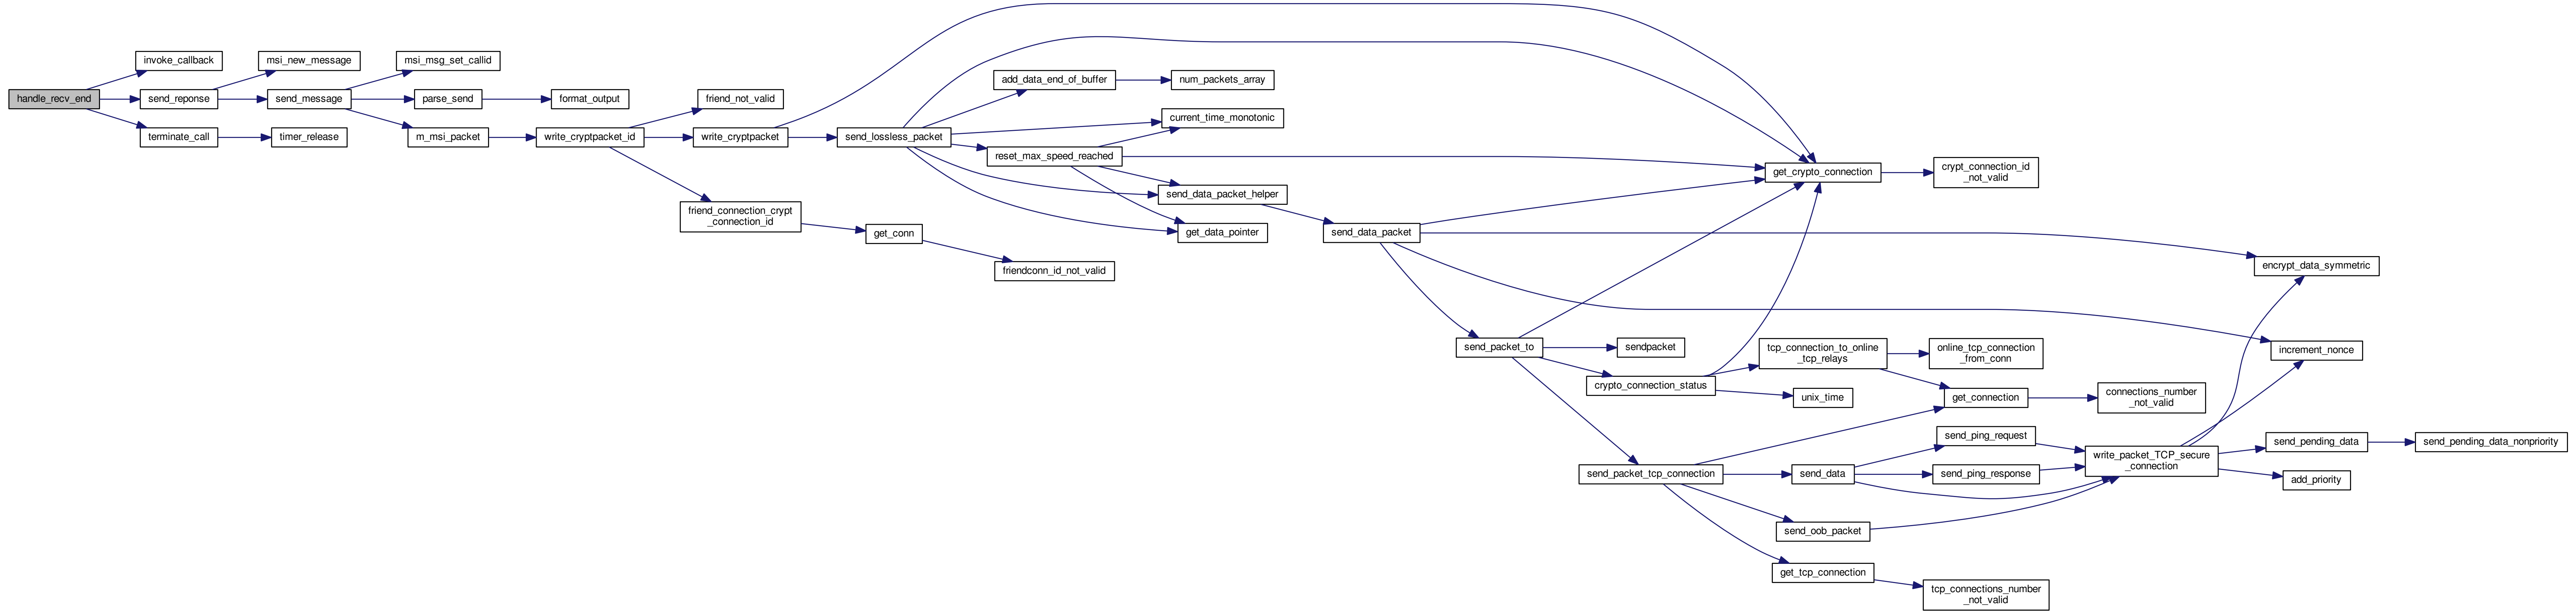 handle_recv_end
invoke_callback
send_reponse
terminate_call
msi_new_message
send_message
timer_release
msi_msg_set_callid
parse_send
m_msi_packet
format_output
write_cryptpacket_id
friend_not_valid
write_cryptpacket
friend_connection_crypt
_connection_id
send_lossless_packet
get_conn
add_data_end_of_buffer
num_packets_array
current_time_monotonic
reset_max_speed_reached
send_data_packet_helper
get_data_pointer
friendconn_id_not_valid
send_data_packet
get_crypto_connection
crypt_connection_id
_not_valid
encrypt_data_symmetric
increment_nonce
send_packet_to
sendpacket
crypto_connection_status
tcp_connection_to_online
_tcp_relays
online_tcp_connection
_from_conn
unix_time
get_connection
connections_number
_not_valid
send_packet_tcp_connection
send_data
send_ping_request
send_ping_response
write_packet_TCP_secure
_connection
send_pending_data
send_pending_data_nonpriority
add_priority
send_oob_packet
get_tcp_connection
tcp_connections_number
_not_valid